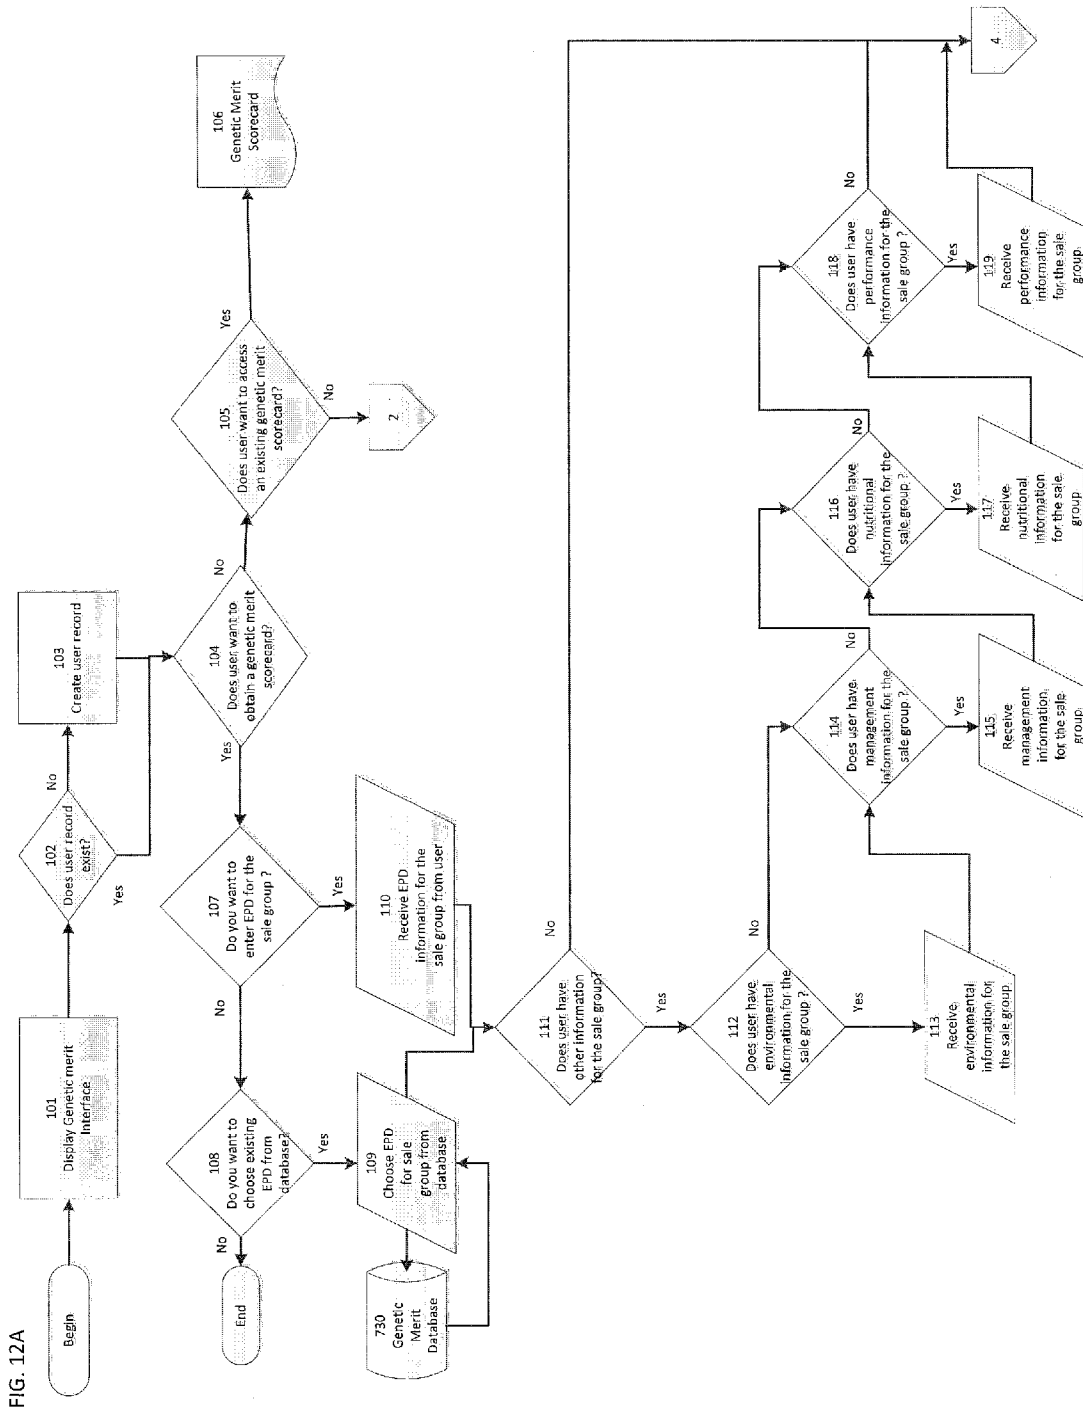 FIG. 12A
Begin
101
Display Genetic merit
Interface
102
Does user record
exist?
No
Yes
103
Create user record
104
Does user want to
obtain a genetic merit
scorecard?
No
Yes
105
Does user want to access
an existing genetic merit
scorecard?
Yes
No
106
Genetic Merit
Scorecard
2
107
Do you want to
enter EPD for the
sale group ?
No
Yes
108
Do you want to
choose existing
EPD from
database?
No
Yes
End
109
Choose EPD
for sale
group from
database
730
Genetic
Merit
Database
110
Receive EPD
information for the
sale group from user
111
Does user have
other information
for the sale group?
No
Yes
112
Does user have
environmental
information for the
sale group ?
No
Yes
113
Receive
environmental
information for
the sale group
114
Does user have
management
information for the
sale group ?
No
Yes
115
Receive
management
information
for the sale
group
116
Does user have
nutritional
information for the
sale group ?
No
Yes
117
Receive
nutritional
information
for the sale
group
118
Does user have
performance
information for the
sale group ?
No
Yes
119
Receive
performance
information
for the sale
group
4